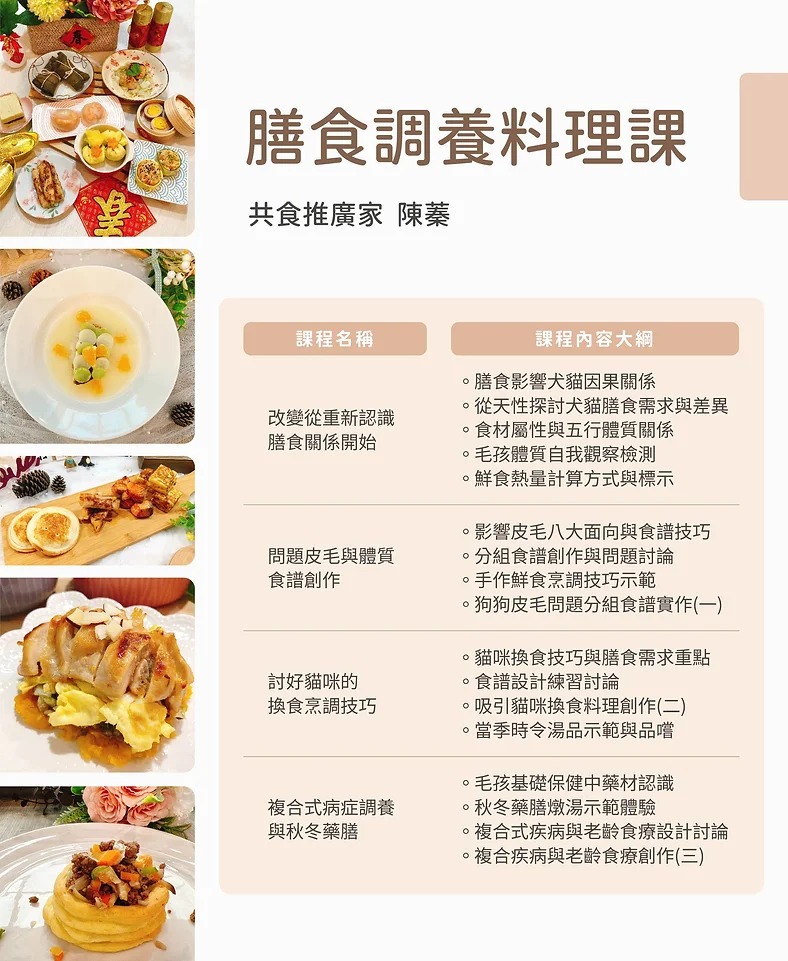 膳食調養料理課
共食推廣家 陳蓁
課程名稱
課程內容大綱
改變從重新認識
膳食關係開始
。膳食影響犬貓因果關係
。從天性探討犬貓膳食需求與差異
。食材屬性與五行體質關係
。毛孩體質自我觀察檢測
。鮮食熱量計算方式與標示
問題皮毛與體質
食譜創作
。影響皮毛八大面向與食譜技巧
。分組食譜創作與問題討論
。手作鮮食烹調技巧示範
。狗狗皮毛問題分組食譜實作(一)
討好貓咪的
換食烹調技巧
。貓咪換食技巧與膳食需求重點
。食譜設計練習討論
。吸引貓咪換食料理創作(二)
。當季時令湯品示範與品嚐
複合式病症調養
與秋冬藥膳
。毛孩基礎保健中藥材認識
。秋冬藥膳燉湯示範體驗
。複合式疾病與老齡食療設計討論
。複合疾病與老齡食療創作(三)
春
春